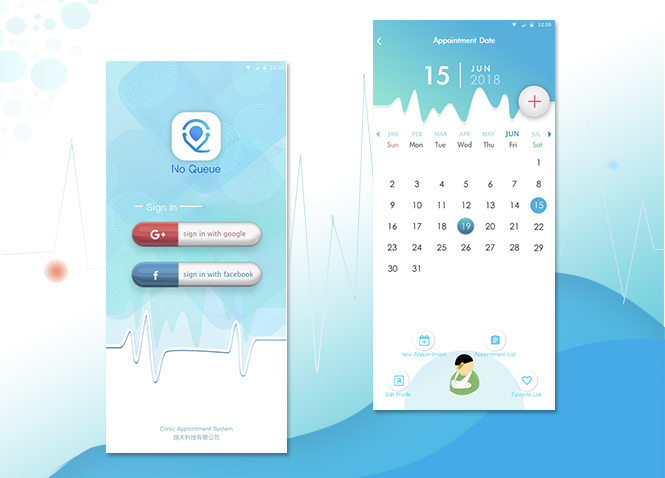 12:30
No Queue
Sign In
G+
sign in with google
f
sign in with facebook
Clinic Appointment System
翊天科技有限公司
12:30
Appointment Date
15
JUN
2018
JAN FEB MAR APR MAY JUN JUL
Sun Mon Tue Wed Thu Fri Sat
1
2 3 4 5 6 7 8
9 10 11 12 13 14 15
16 17 18 19 20 21 22
23 24 25 26 27 28 29
30 31
View Appointment
Appointment List
Edit Profile
Favorite List